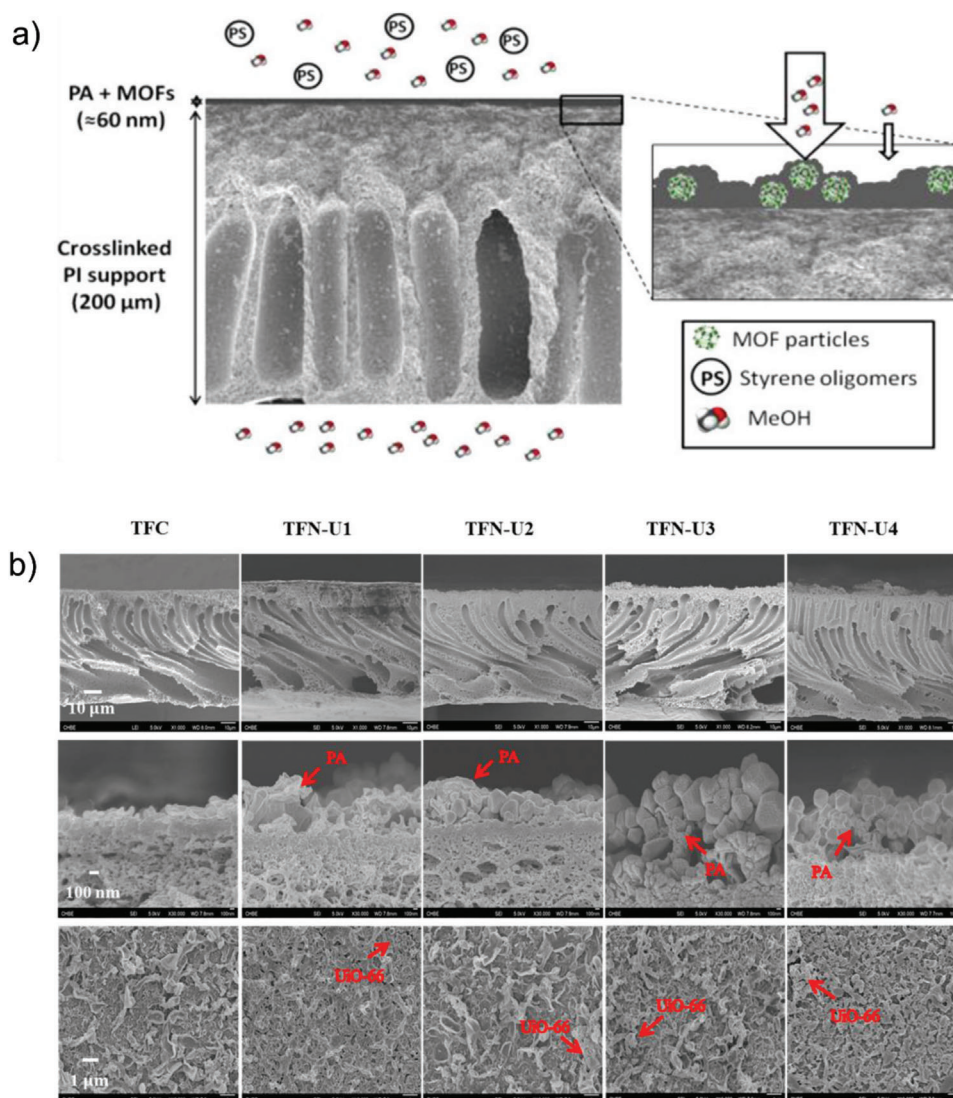 a)
PS
PS
PS
PS
PS
PA + MOFs
(≈60 nm)
Crosslinked
PI support
(200 µm)
MOF particles
PS Styrene oligomers
MeOH
b)
TFC TFN-U1 TFN-U2 TFN-U3 TFN-U4
10 µm
PA
PA
PA
PA
100 nm
UiO-66
UiO-66
UiO-66
UiO-66
1 µm